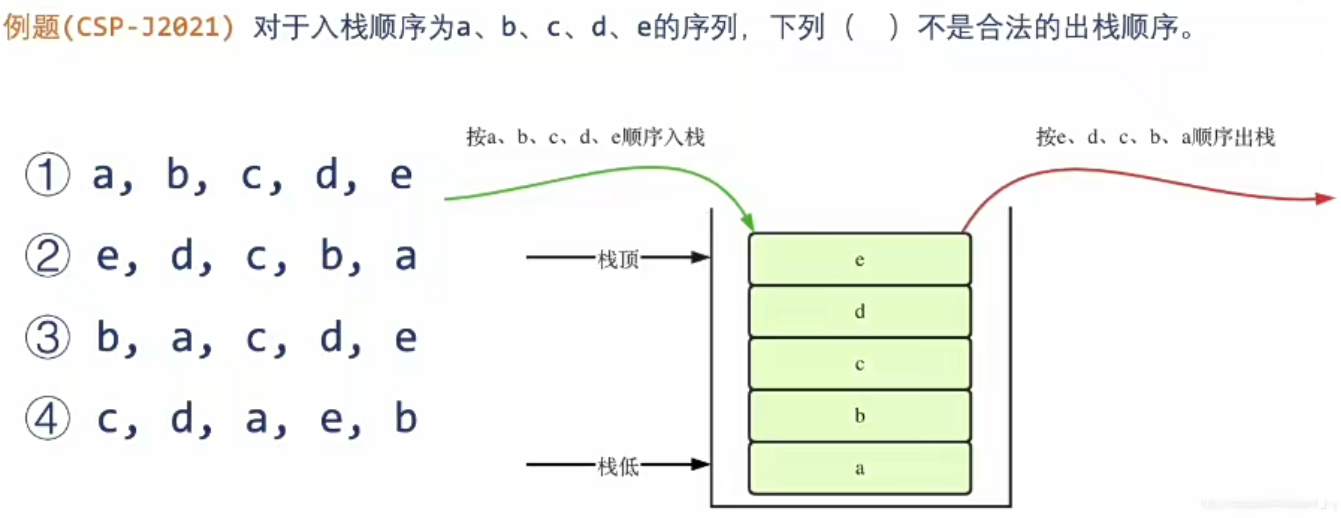 例题(CSP-J2021) 对于入栈顺序为a、b、c、d、e的序列，下列（ ）不是合法的出栈顺序。
按a、b、c、d、e顺序入栈
按e、d、c、b、a顺序出栈
① a, b, c, d, e
② e, d, c, b, a
③ b, a, c, d, e
④ c, d, a, e, b
栈顶
e
d
c
b
栈低
a